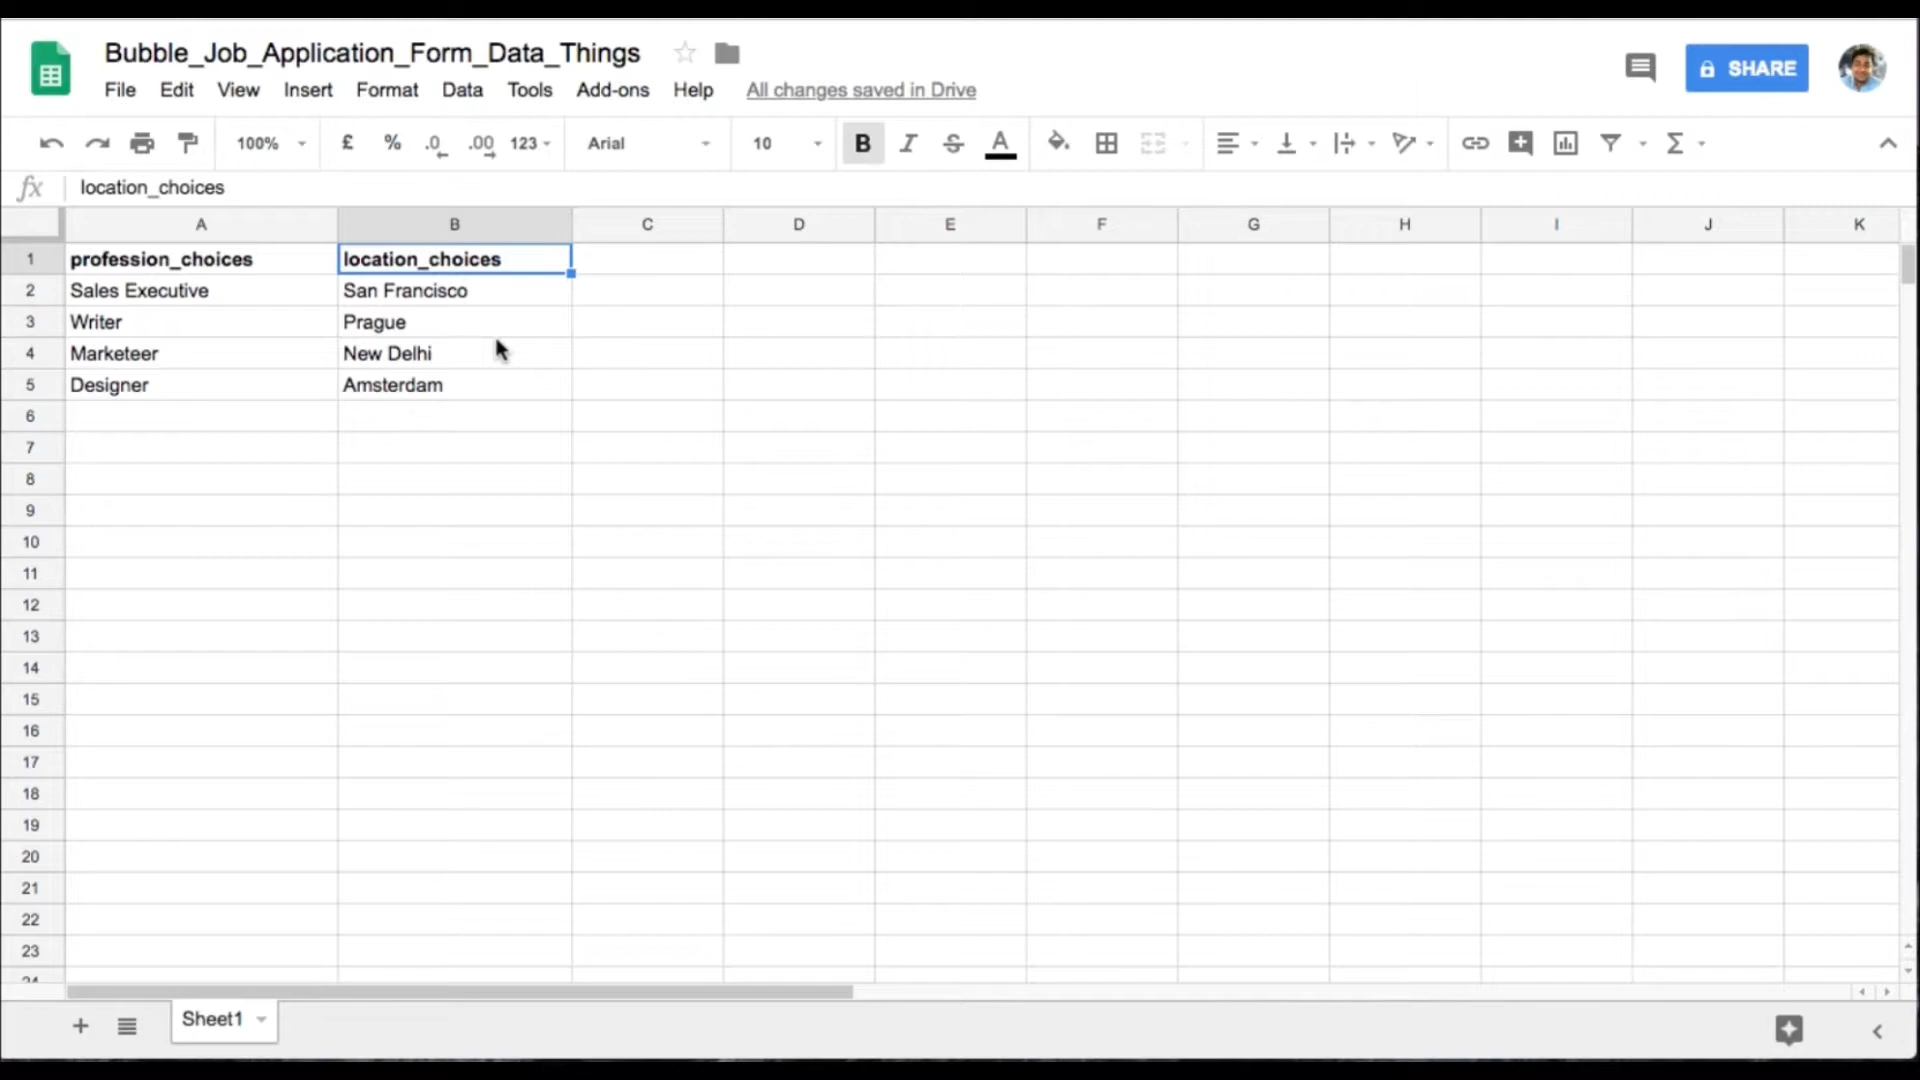 Bubble_Job_Application_Form_Data_Things
SHARE
File Edit View Insert Format Data Tools Add-ons Help All changes saved in Drive
100% £ % .0 .00 123 Arial 10 B I S A Σ
fx location_choices
A B C D E F G H I J K
1 profession_choices location_choices
2 Sales Executive San Francisco
3 Writer Prague
4 Marketeer New Delhi
5 Designer Amsterdam
6
7
8
9
10
11
12
13
14
15
16
17
18
19
20
21
22
23
24
+ Sheet1